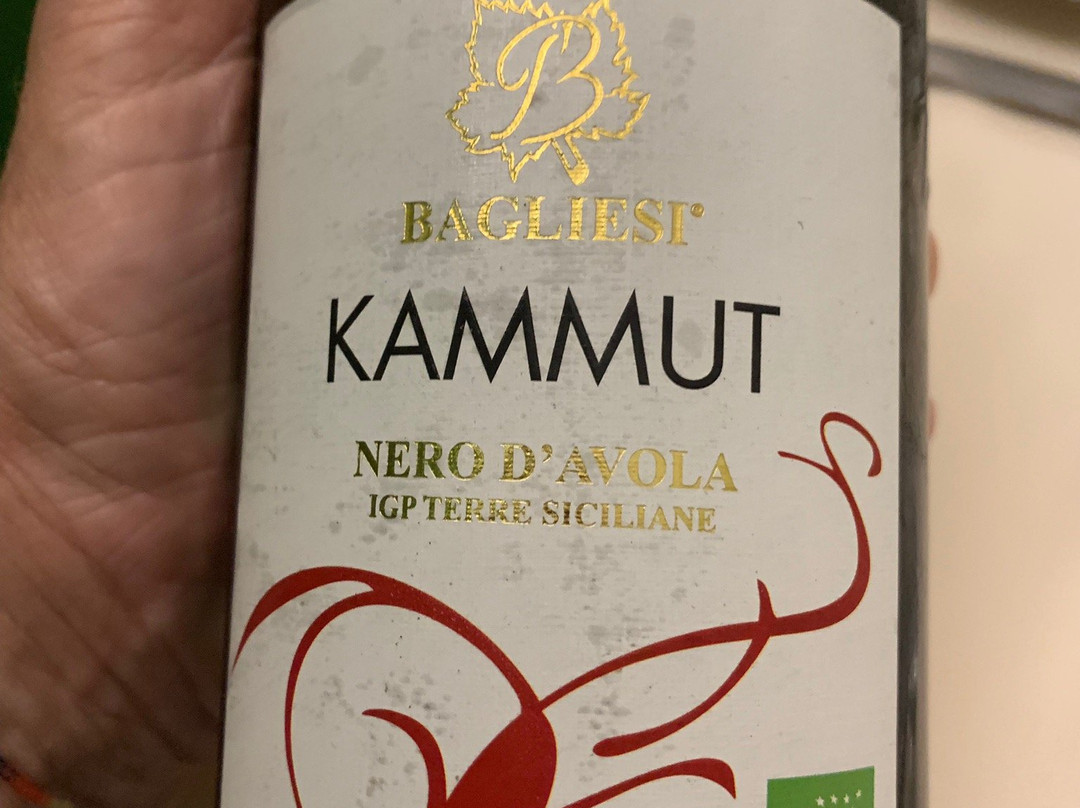 B
BAGLIESI®
KAMMUT
NERO D'AVOLA
IGP TERRE SICILIANE